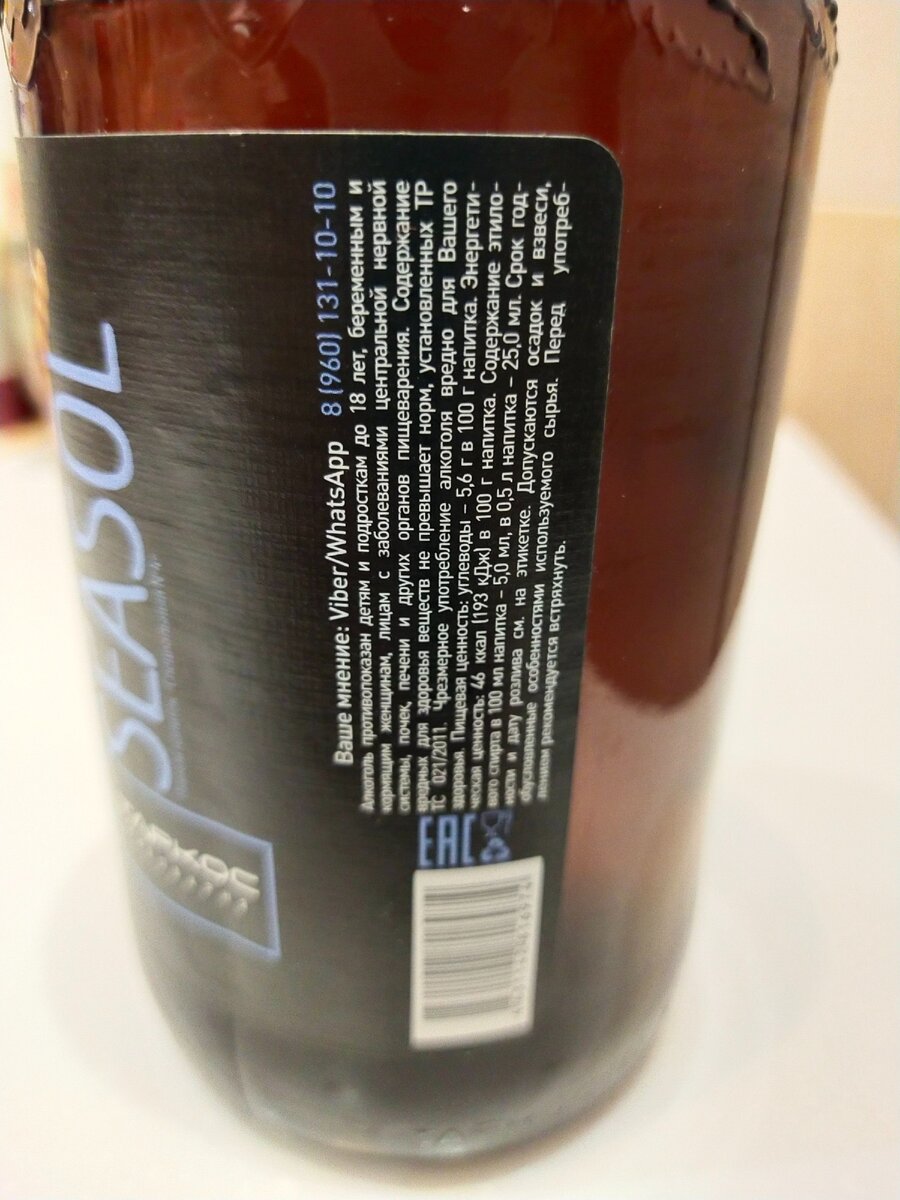 SEASOL
Ваше мнение: Viber/WhatsApp 8 (960) 131-10-10
Алкоголь противопоказан детям и подросткам до 18 лет, беременным и
кормящим женщинам, лицам с заболеваниями центральной нервной
системы, почек, печени и других органов пищеварения. Содержание
вредных для здоровья веществ не превышает норм, установленных ТР
ТС 021/2011. Чрезмерное употребление алкоголя вредно для Вашего
здоровья. Пищевая ценность: углеводы – 5,6 г в 100 г напитка. Энергети-
ческая ценность: 46 ккал (193 кДж) в 100 г напитка. Содержание этило-
вого спирта в 100 мл напитка – 5,0 мл, в 0,5 л напитка – 25,0 мл. Срок год-
ности и дату розлива см. на этикетке. Допускаются осадок и взвеси,
обусловленные особенностями используемого сырья. Перед употреб-
лением рекомендуется встряхнуть.
EAC